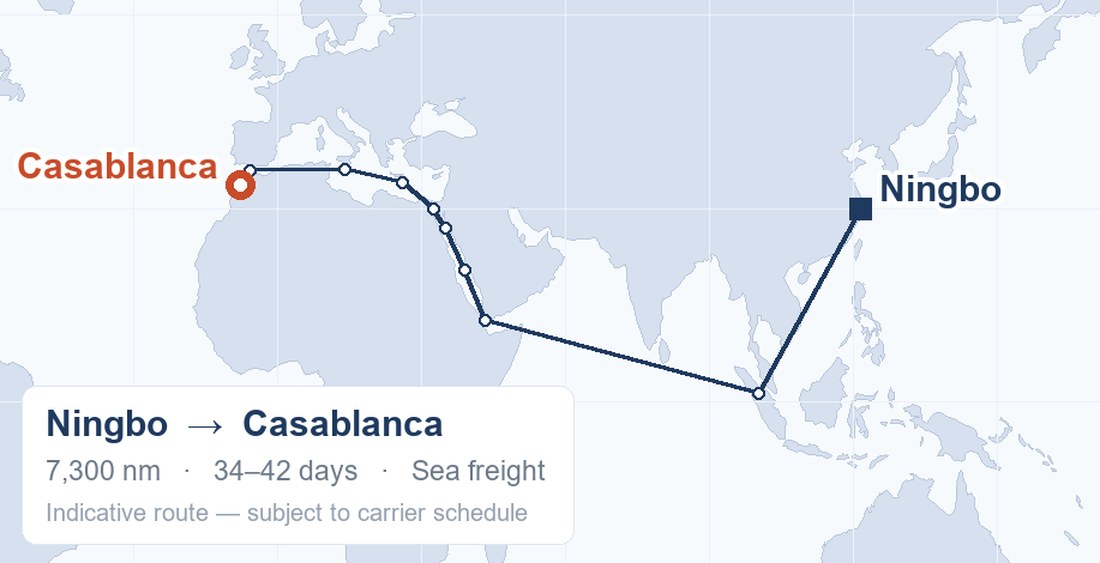 Casablanca
Ningbo
Ningbo → Casablanca
7,300 nm · 34–42 days · Sea freight
Indicative route — subject to carrier schedule